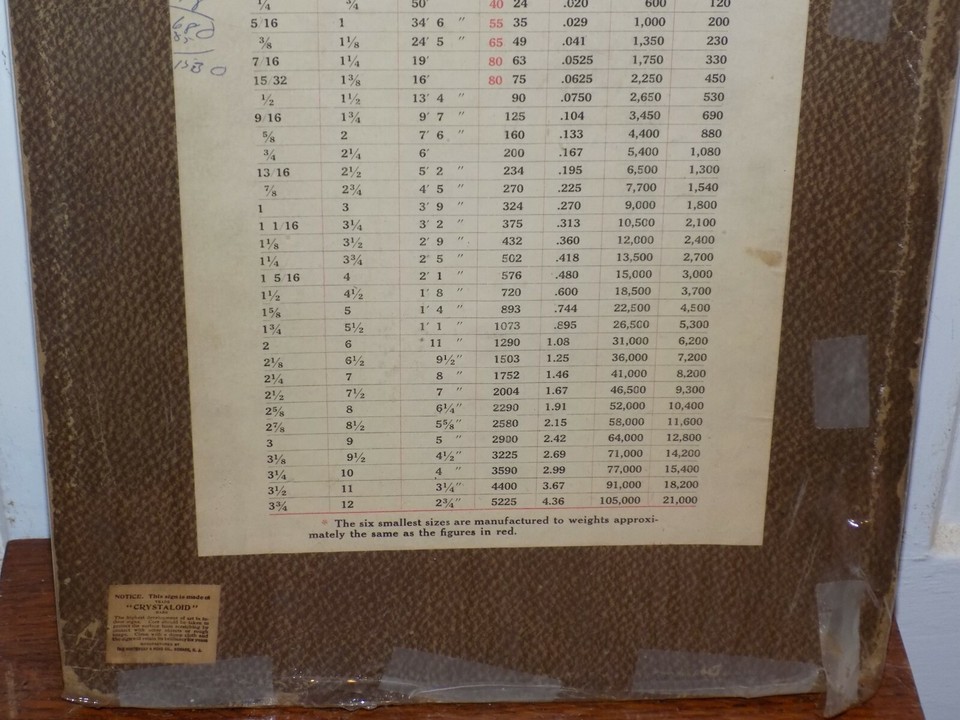 ¼ ¾ 50′ 40 24 .020 600 120
5/16 1 34′ 6 ″ 55 35 .029 1,000 200
⅜ 1⅛ 24′ 5 ″ 65 49 .041 1,350 230
7/16 1¼ 19′ 80 63 .0525 1,750 330
15/32 1⅜ 16′ 80 75 .0625 2,250 450
½ 1½ 13′ 4 ″ 90 .0750 2,650 530
9/16 1¾ 9′ 7 ″ 125 .104 3,450 690
⅝ 2 7′ 6 ″ 160 .133 4,400 880
¾ 2¼ 6′ 200 .167 5,400 1,080
13/16 2½ 5′ 2 ″ 234 .195 6,500 1,300
⅞ 2¾ 4′ 5 ″ 270 .225 7,700 1,540
1 3 3′ 9 ″ 324 .270 9,000 1,800
1 1/16 3¼ 3′ 2 ″ 375 .313 10,500 2,100
1⅛ 3½ 2′ 9 ″ 432 .360 12,000 2,400
1¼ 3¾ 2′ 5 ″ 502 .418 13,500 2,700
1 5/16 4 2′ 1 ″ 576 .480 15,000 3,000
1½ 4½ 1′ 8 ″ 720 .600 18,500 3,700
1⅝ 5 1′ 4 ″ 893 .744 22,500 4,500
1¾ 5½ 1′ 1 ″ 1073 .895 26,500 5,300
2 6 * 11 ″ 1290 1.08 31,000 6,200
2⅛ 6½ 9½″ 1503 1.25 36,000 7,200
2¼ 7 8 ″ 1752 1.46 41,000 8,200
2½ 7½ 7 ″ 2004 1.67 46,500 9,300
2⅝ 8 6¼″ 2290 1.91 52,000 10,400
2⅞ 8½ 5⅝″ 2580 2.15 58,000 11,600
3 9 5 ″ 2900 2.42 64,000 12,800
3⅛ 9½ 4½″ 3225 2.69 71,000 14,200
3¼ 10 4 ″ 3590 2.99 77,000 15,400
3½ 11 3¼″ 4400 3.67 91,000 18,200
3¾ 12 2¾″ 5225 4.36 105,000 21,000
* The six smallest sizes are manufactured to weights approxi-
mately the same as the figures in red.
NOTICE. This sign is made of
TRADE
"CRYSTALOID"
MARK